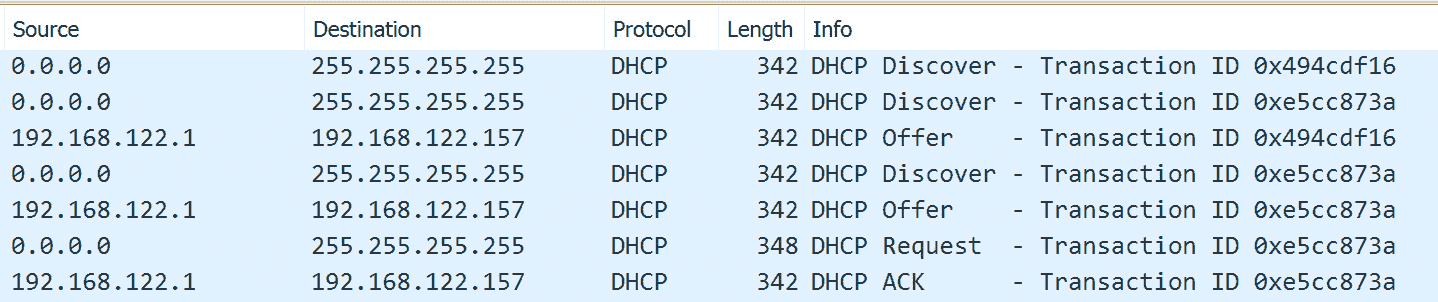 Source Destination Protocol Length Info
0.0.0.0 255.255.255.255 DHCP 342 DHCP Discover - Transaction ID 0x494cdf16
0.0.0.0 255.255.255.255 DHCP 342 DHCP Discover - Transaction ID 0xe5cc873a
192.168.122.1 192.168.122.157 DHCP 342 DHCP Offer - Transaction ID 0x494cdf16
0.0.0.0 255.255.255.255 DHCP 342 DHCP Discover - Transaction ID 0xe5cc873a
192.168.122.1 192.168.122.157 DHCP 342 DHCP Offer - Transaction ID 0xe5cc873a
0.0.0.0 255.255.255.255 DHCP 348 DHCP Request - Transaction ID 0xe5cc873a
192.168.122.1 192.168.122.157 DHCP 342 DHCP ACK - Transaction ID 0xe5cc873a